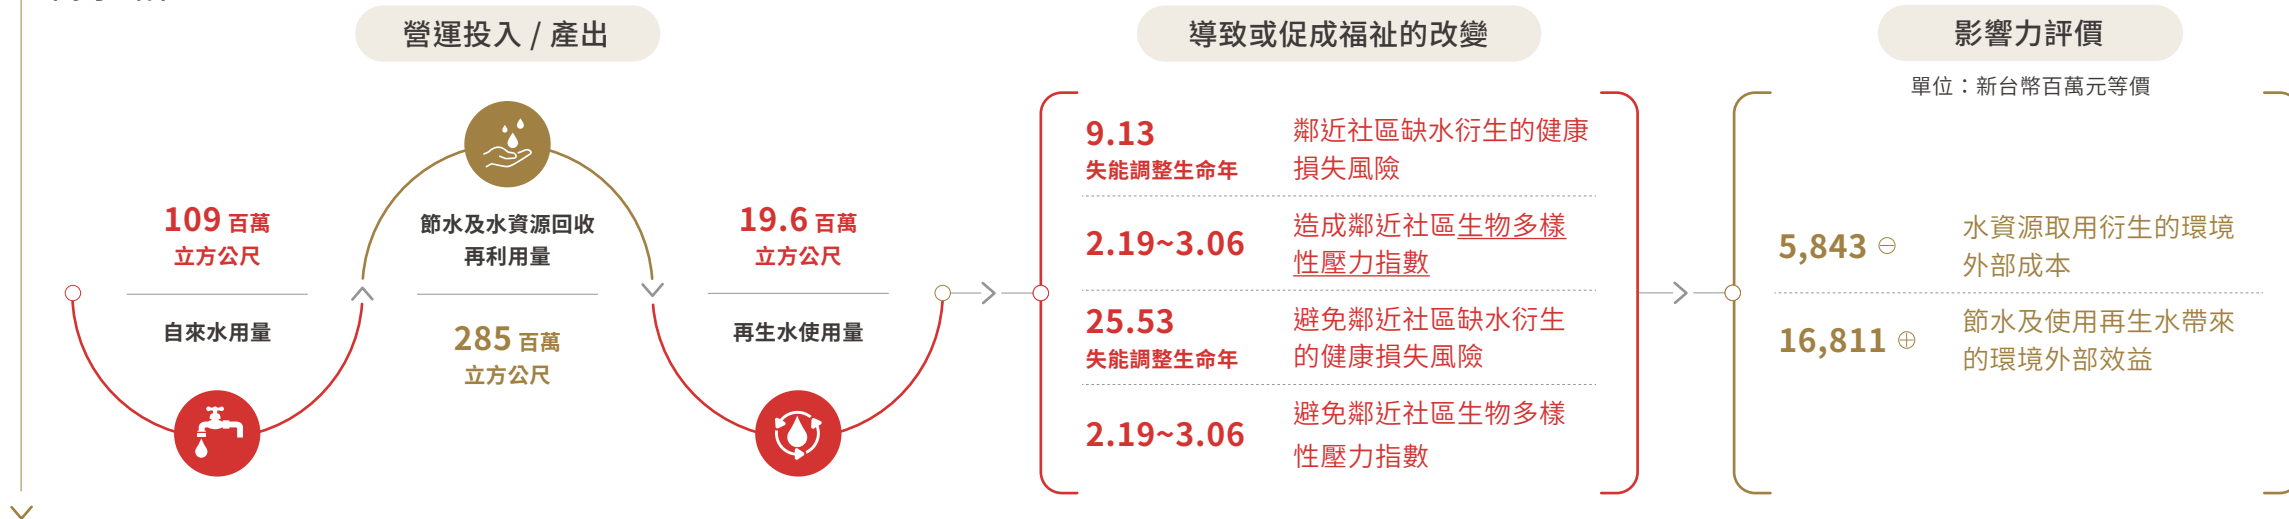 營運投入 / 產出
109 百萬
立方公尺
自來水用量
節水及水資源回收
再利用量
285 百萬
立方公尺
19.6 百萬
立方公尺
再生水使用量
導致或促成福祉的改變
9.13
失能調整生命年
鄰近社區缺水衍生的健康
損失風險
2.19~3.06
造成鄰近社區生物多樣
性壓力指數
25.53
失能調整生命年
避免鄰近社區缺水衍生
的健康損失風險
2.19~3.06
避免鄰近社區生物多樣
性壓力指數
影響力評價
單位：新台幣百萬元等價
5,843 ⊖
水資源取用衍生的環境
外部成本
16,811 ⊕
節水及使用再生水帶來
的環境外部效益